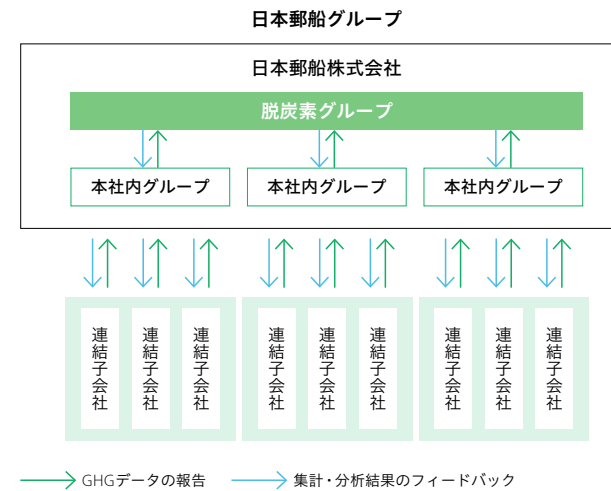 日本郵船グループ
日本郵船株式会社
脱炭素グループ
本社内グループ
本社内グループ
本社内グループ
連結子会社
連結子会社
連結子会社
連結子会社
連結子会社
連結子会社
連結子会社
連結子会社
連結子会社
GHGデータの報告
集計・分析結果のフィードバック